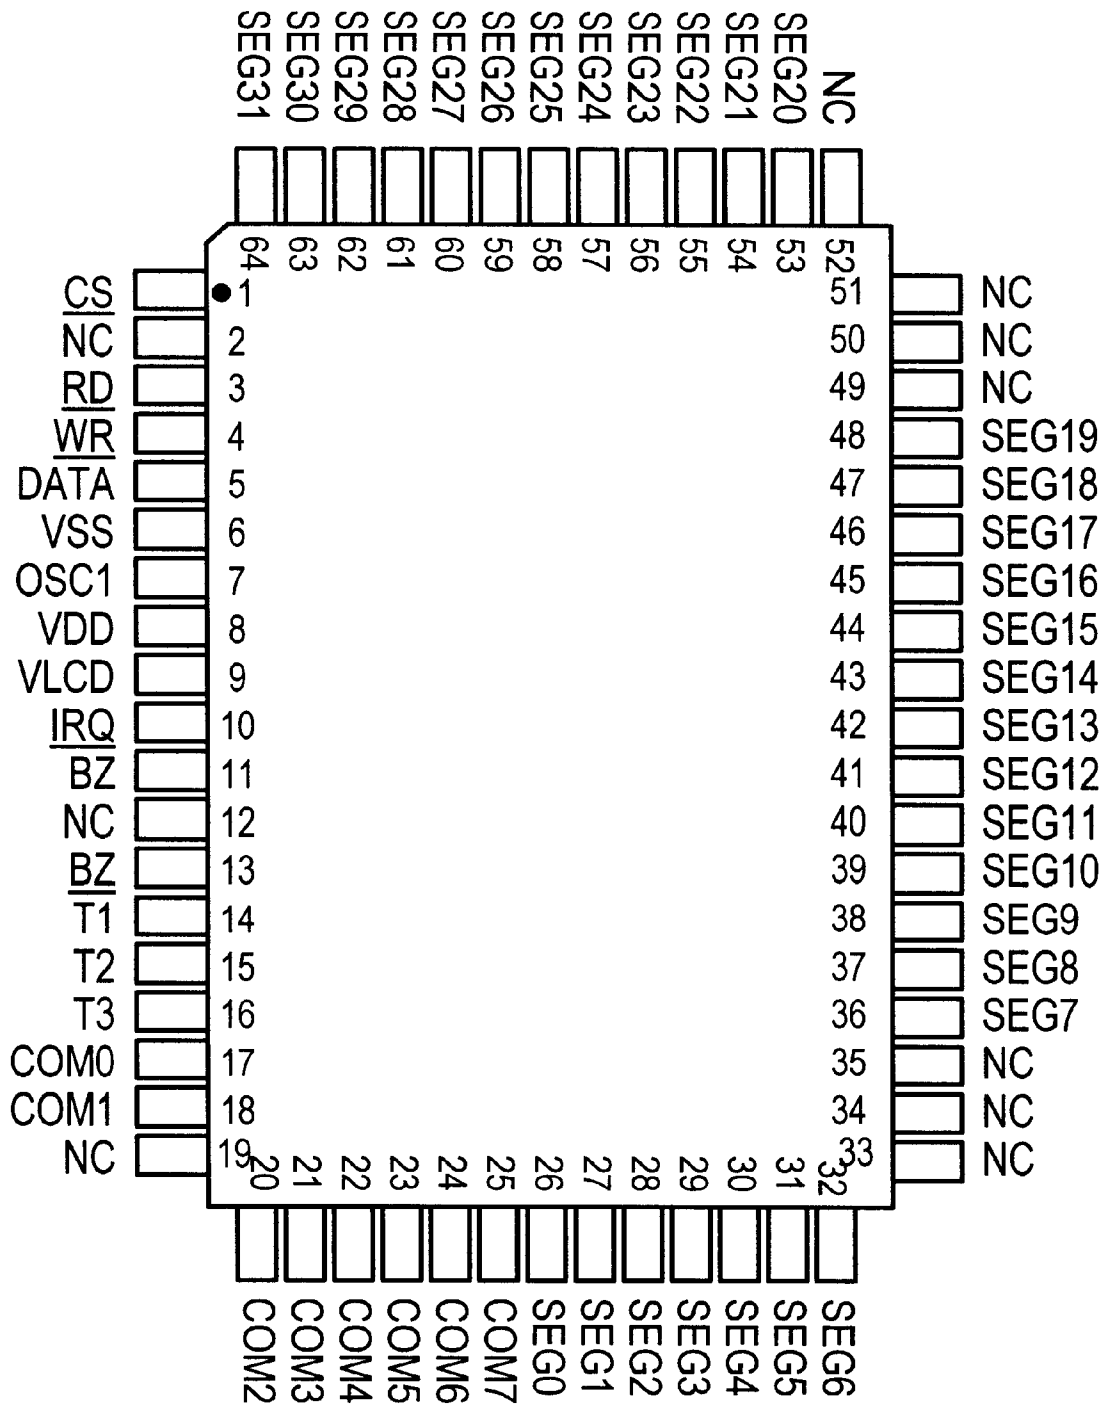 SEG31 SEG30 SEG29 SEG28 SEG27 SEG26 SEG25 SEG24 SEG23 SEG22 SEG21 SEG20 NC
64 63 62 61 60 59 58 57 56 55 54 53 52
CS 1 51 NC
NC 2 50 NC
RD 3 49 NC
WR 4 48 SEG19
DATA 5 47 SEG18
VSS 6 46 SEG17
OSC1 7 45 SEG16
VDD 8 44 SEG15
VLCD 9 43 SEG14
IRQ 10 42 SEG13
BZ 11 41 SEG12
NC 12 40 SEG11
BZ 13 39 SEG10
T1 14 38 SEG9
T2 15 37 SEG8
T3 16 36 SEG7
COM0 17 35 NC
COM1 18 34 NC
NC 19 33 NC
20 21 22 23 24 25 26 27 28 29 30 31 32
COM2 COM3 COM4 COM5 COM6 COM7 SEG0 SEG1 SEG2 SEG3 SEG4 SEG5 SEG6